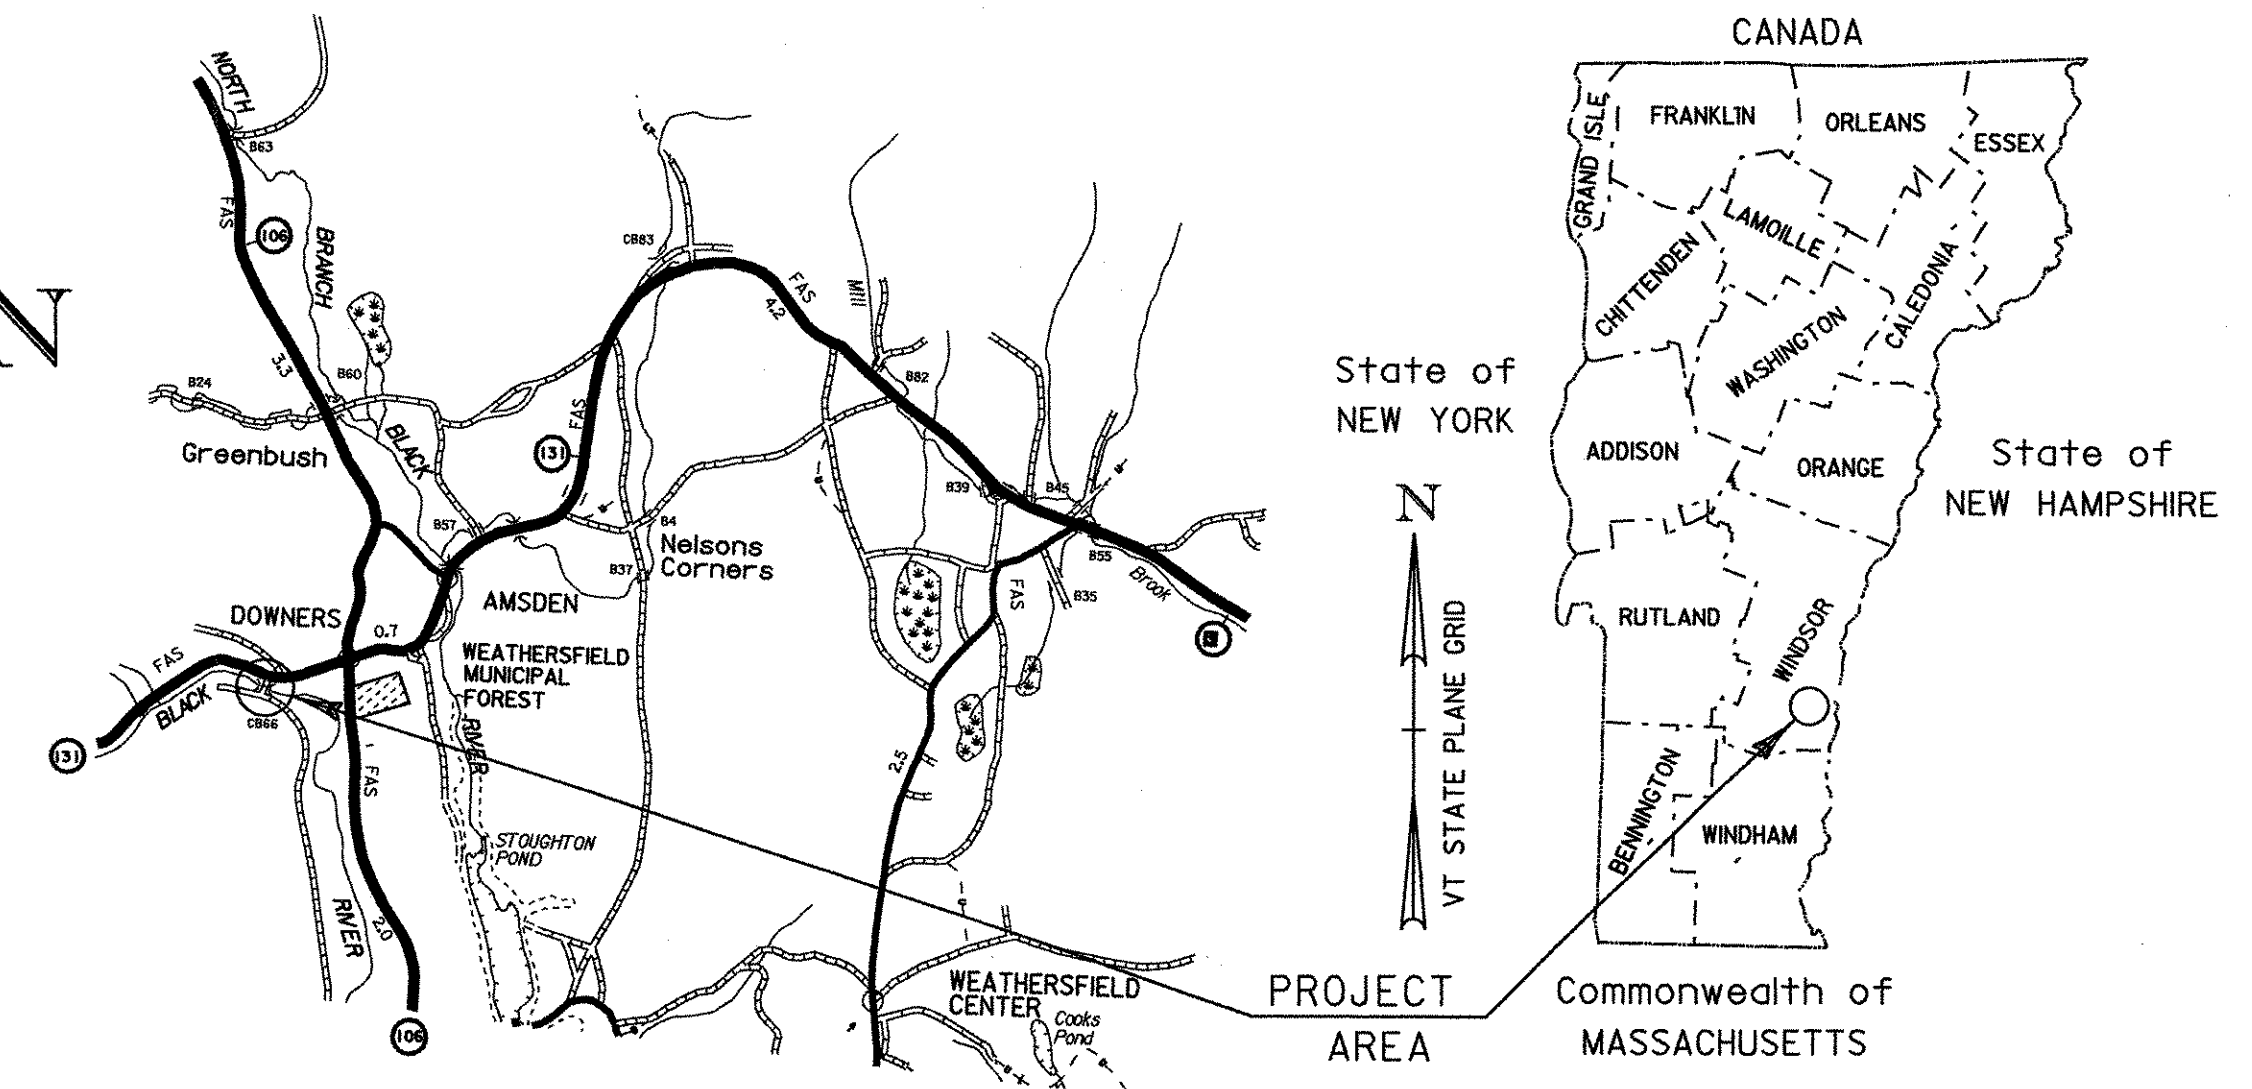 NORTH
B63
FAS
106
BRANCH
N
3.3
B24
B60
Greenbush
BLACK
B57
FAS
131
CB83
FAS
4.2
Mill
B82
B39
B45
B4
Nelsons
Corners
B37
AMSDEN
DOWNERS
0.7
FAS
BLACK
CB66
131
WEATHERSFIELD
MUNICIPAL
FOREST
RIVER
FAS
STOUGHTON
POND
RIVER
2.0
106
B55
Brook
B35
FAS
2.5
WEATHERSFIELD
CENTER
Cooks
Pond
PROJECT
AREA
CANADA
GRAND ISLE
FRANKLIN
ORLEANS
ESSEX
LAMOILLE
CHITTENDEN
CALEDONIA
WASHINGTON
State of
NEW YORK
ADDISON
ORANGE
State of
NEW HAMPSHIRE
N
VT STATE PLANE GRID
RUTLAND
WINDSOR
BENNINGTON
WINDHAM
Commonwealth of
MASSACHUSETTS